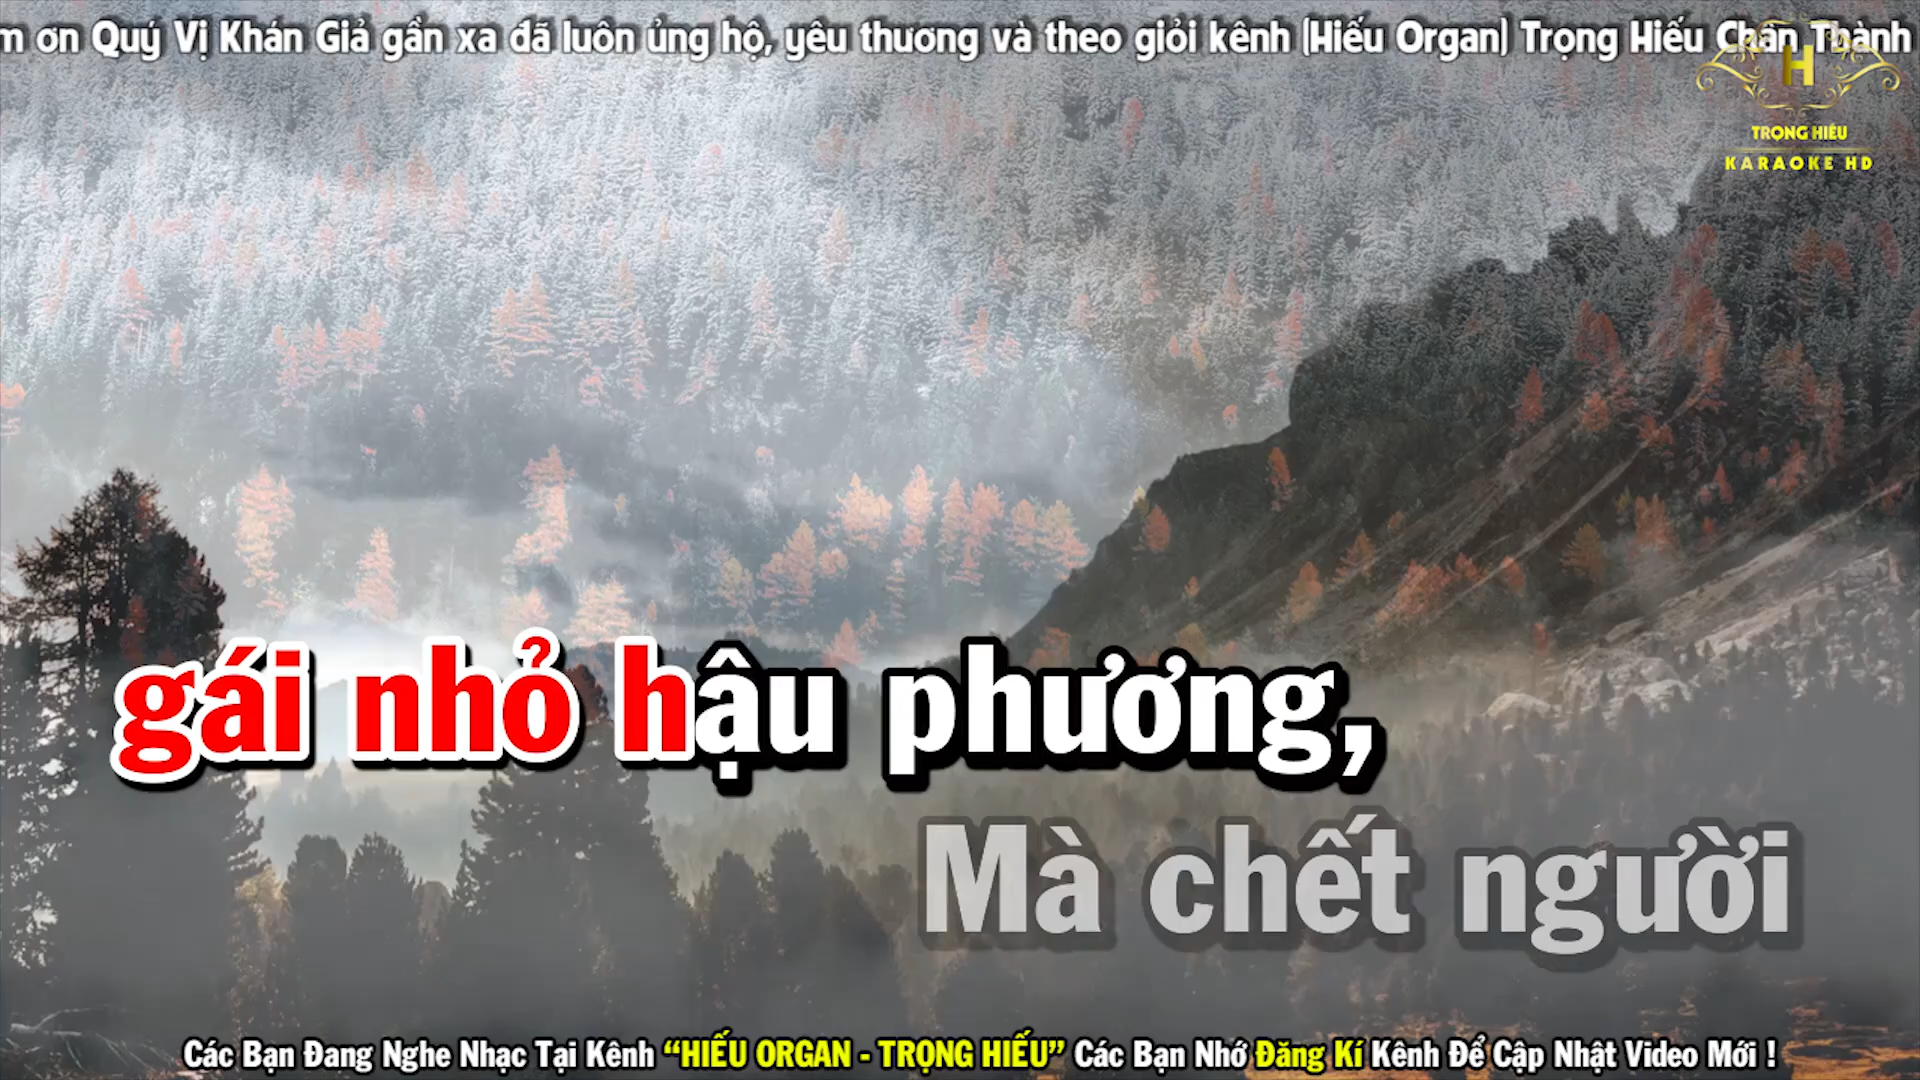 m ơn Quý Vị Khán Giả gần xa đã luôn ủng hộ, yêu thương và theo giỏi kênh (Hiếu Organ) Trọng Hiếu Chân Thành
H
TRỌNG HIẾU
KARAOKE HD
gái nhỏ hậu phương,
Mà chết người
Các Bạn Đang Nghe Nhạc Tại Kênh “HIẾU ORGAN - TRỌNG HIẾU” Các Bạn Nhớ Đăng Kí Kênh Để Cập Nhật Video Mới !